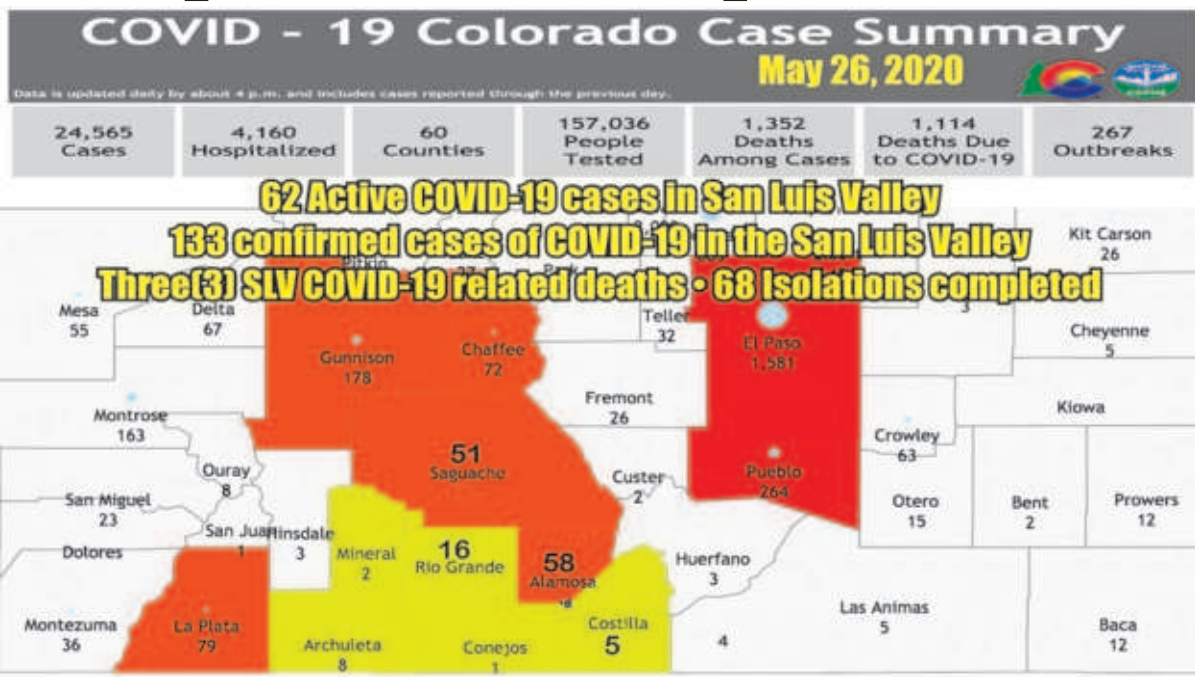 COVID - 19 Colorado Case Summary
May 26, 2020
Data is updated daily by about 4 p.m. and includes cases reported through the previous day.
24,565
Cases
4,160
Hospitalized
60
Counties
157,036
People
Tested
1,352
Deaths
Among Cases
1,114
Deaths Due
to COVID-19
267
Outbreaks
62 Active COVID-19 cases in San Luis Valley
133 confirmed cases of COVID-19 in the San Luis Valley
Three(3) SLV COVID-19 related deaths • 68 Isolations completed
Kit Carson
26
Pitkin
Park
3
Mesa
55
Delta
67
Teller
32
El Paso
1,581
Cheyenne
5
Gunnison
178
Chaffee
72
Fremont
26
Kiowa
Montrose
163
Crowley
63
51
Saguache
Ouray
8
Custer
2
Pueblo
264
San Miguel
23
Otero
15
Bent
2
Prowers
12
San Juan
1
Hinsdale
3
Dolores
Mineral
2
16
Rio Grande
58
Alamosa
Huerfano
3
Costilla
5
Las Animas
5
4
Montezuma
36
La Plata
79
Archuleta
8
Conejos
1
Baca
12